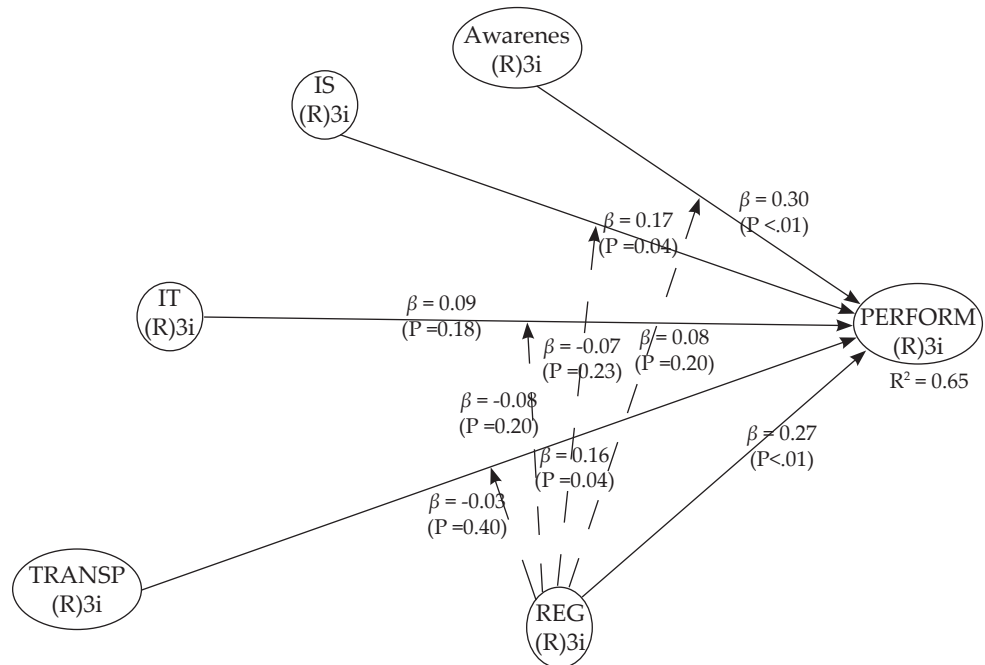 Awarenes
(R)3i
IS
(R)3i
β = 0.30
(P <.01)
β = 0.17
(P =0.04)
IT
(R)3i
β = 0.09
(P =0.18)
PERFORM
(R)3i
R² = 0.65
β = -0.07
(P =0.23)
β = 0.08
(P =0.20)
β = -0.08
(P =0.20)
β = 0.27
(P<.01)
β = 0.16
(P =0.04)
β = -0.03
(P =0.40)
TRANSP
(R)3i
REG
(R)3i